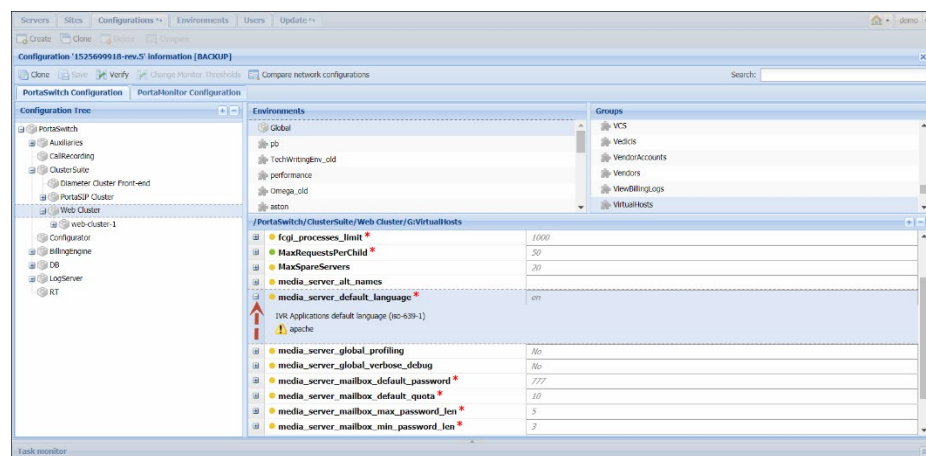 Servers Sites Configurations Environments Users Update demo
Create Clone Delete Compare
Configuration '1525699918-rev.5' information [BACKUP]
Clone Save Verify Change Monitor Thresholds Compare network configurations Search:
PortaSwitch Configuration PortaMonitor Configuration
Configuration Tree
PortaSwitch
Auxiliaries
CallRecording
ClusterSuite
Diameter Cluster Front-end
PortaSIP Cluster
Web Cluster
web-cluster-1
Configurator
BillingEngine
DB
LogServer
RT
Environments
Global
pb
TechWritingEnv_old
performance
Omega_old
aston
Groups
VCS
Vedicis
VendorAccounts
Vendors
ViewBillingLogs
VirtualHosts
/PortaSwitch/ClusterSuite/Web Cluster/G:VirtualHosts
fcgi_processes_limit * 1000
MaxRequestsPerChild * 50
MaxSpareServers 20
media_server_alt_names
media_server_default_language * en
IVR Applications default language (iso-639-1)
apache
media_server_global_profiling No
media_server_global_verbose_debug No
media_server_mailbox_default_password * 777
media_server_mailbox_default_quota * 10
media_server_mailbox_max_password_len * 5
media_server_mailbox_min_password_len * 3
Task monitor